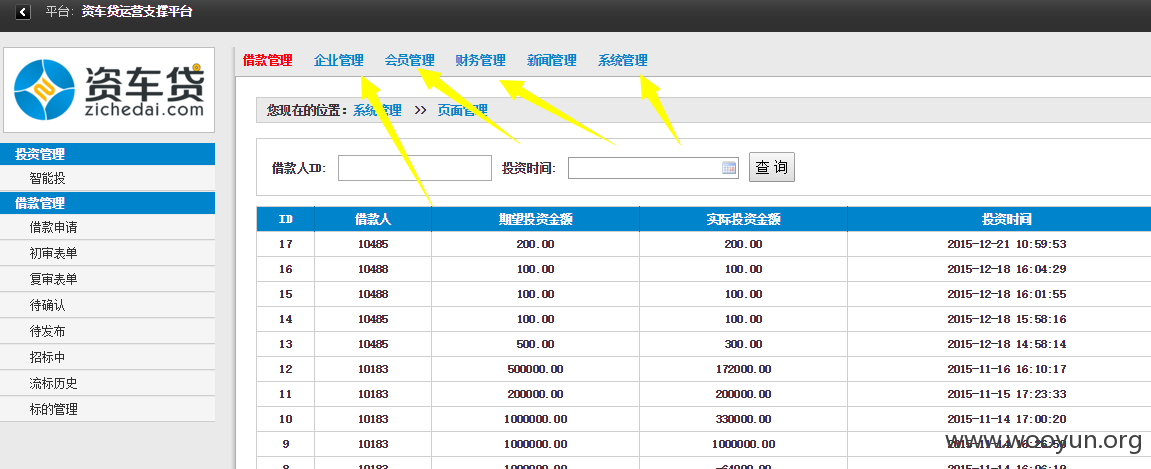 平台: 资车贷运营支撑平台
资车贷
zichedai.com
借款管理 企业管理 会员管理 财务管理 新闻管理 系统管理
您现在的位置: 系统管理 >> 页面管理
投资管理
智能投
借款管理
借款申请
初审表单
复审表单
待确认
待发布
招标中
流标历史
标的管理
借款人ID: 投资时间: 查询
ID 借款人 期望投资金额 实际投资金额 投资时间
17 10485 200.00 200.00 2015-12-21 10:59:53
16 10488 100.00 100.00 2015-12-18 16:04:29
15 10488 100.00 100.00 2015-12-18 16:01:55
14 10485 100.00 100.00 2015-12-18 15:58:16
13 10485 500.00 300.00 2015-12-18 14:58:14
12 10183 500000.00 172000.00 2015-11-16 16:10:17
11 10183 200000.00 200000.00 2015-11-15 17:23:33
10 10183 1000000.00 330000.00 2015-11-14 17:00:20
9 10183 1000000.00 1000000.00 2015-11-14
8 10183 1000000.00 -64000.00 2015-11-14
www.wooyun.org